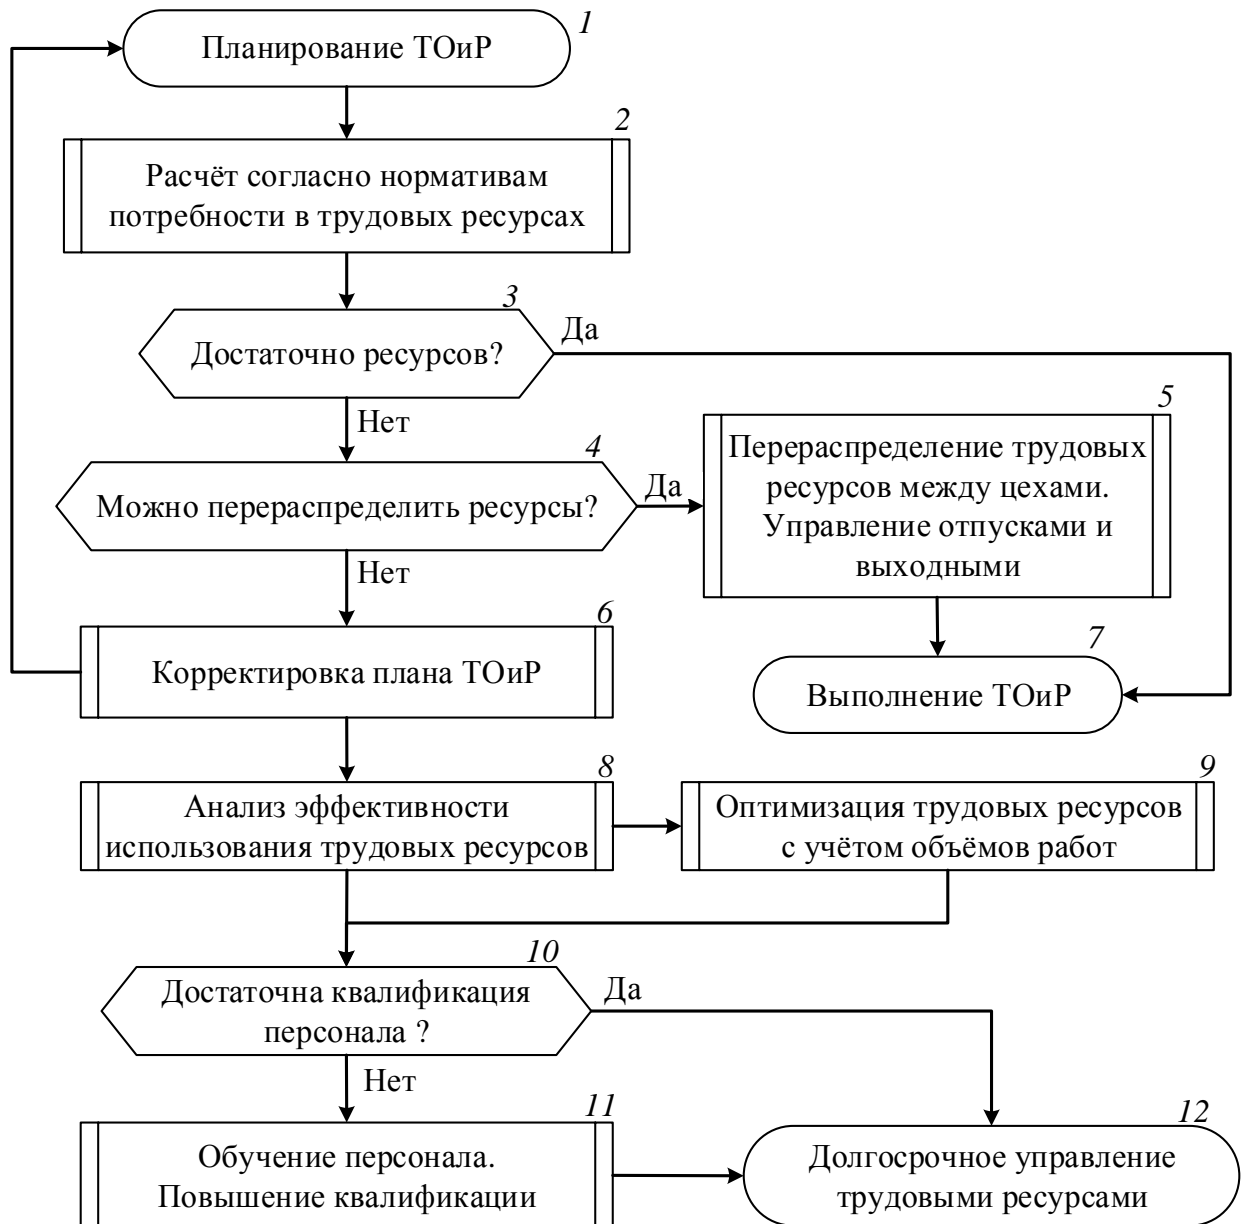 1
Планирование ТОиР
2
Расчёт согласно нормативам
потребности в трудовых ресурсах
3
Достаточно ресурсов?
Да
Нет
4
Можно перераспределить ресурсы?
Да
5
Перераспределение трудовых
ресурсов между цехами.
Управление отпусками и
выходными
Нет
6
Корректировка плана ТОиР
7
Выполнение ТОиР
8
Анализ эффективности
использования трудовых ресурсов
9
Оптимизация трудовых ресурсов
с учётом объёмов работ
10
Достаточна квалификация
персонала ?
Да
Нет
11
Обучение персонала.
Повышение квалификации
12
Долгосрочное управление
трудовыми ресурсами